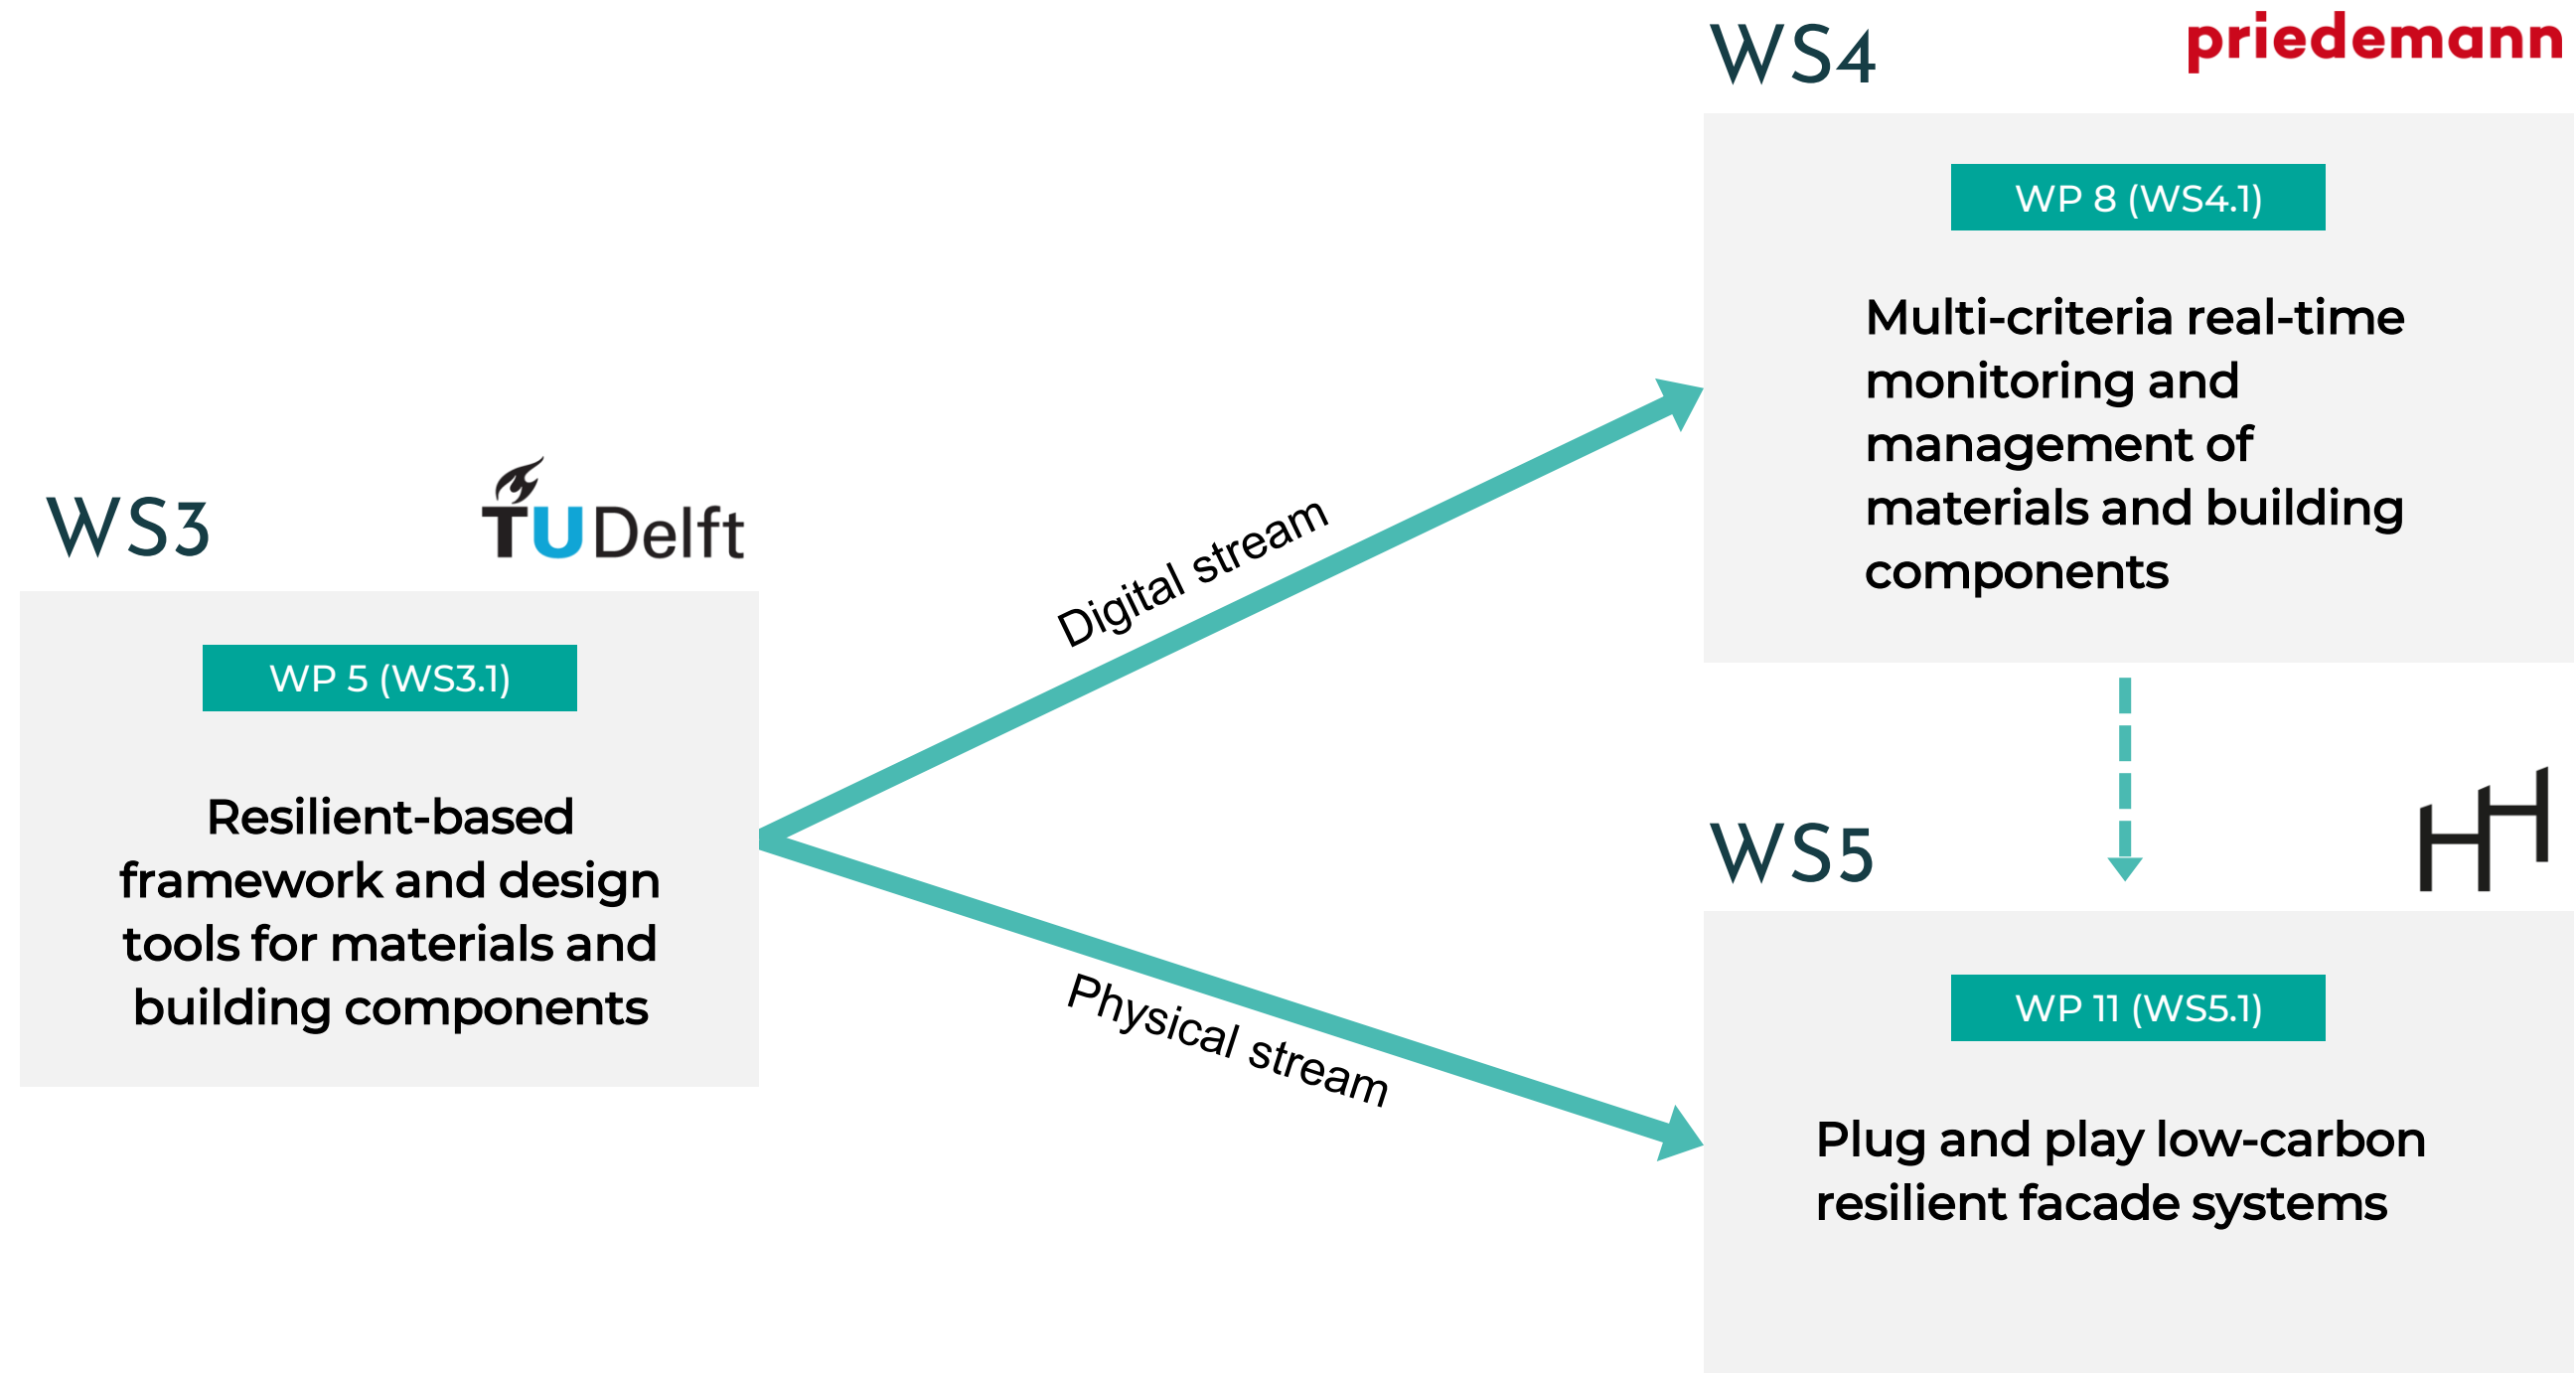 WS3
TUDelft
WP 5 (WS3.1)
Resilient-based
framework and design
tools for materials and
building components
Digital stream
Physical stream
WS4
priedemann
WP 8 (WS4.1)
Multi-criteria real-time
monitoring and
management of
materials and building
components
WS5
HH
WP 11 (WS5.1)
Plug and play low-carbon
resilient facade systems